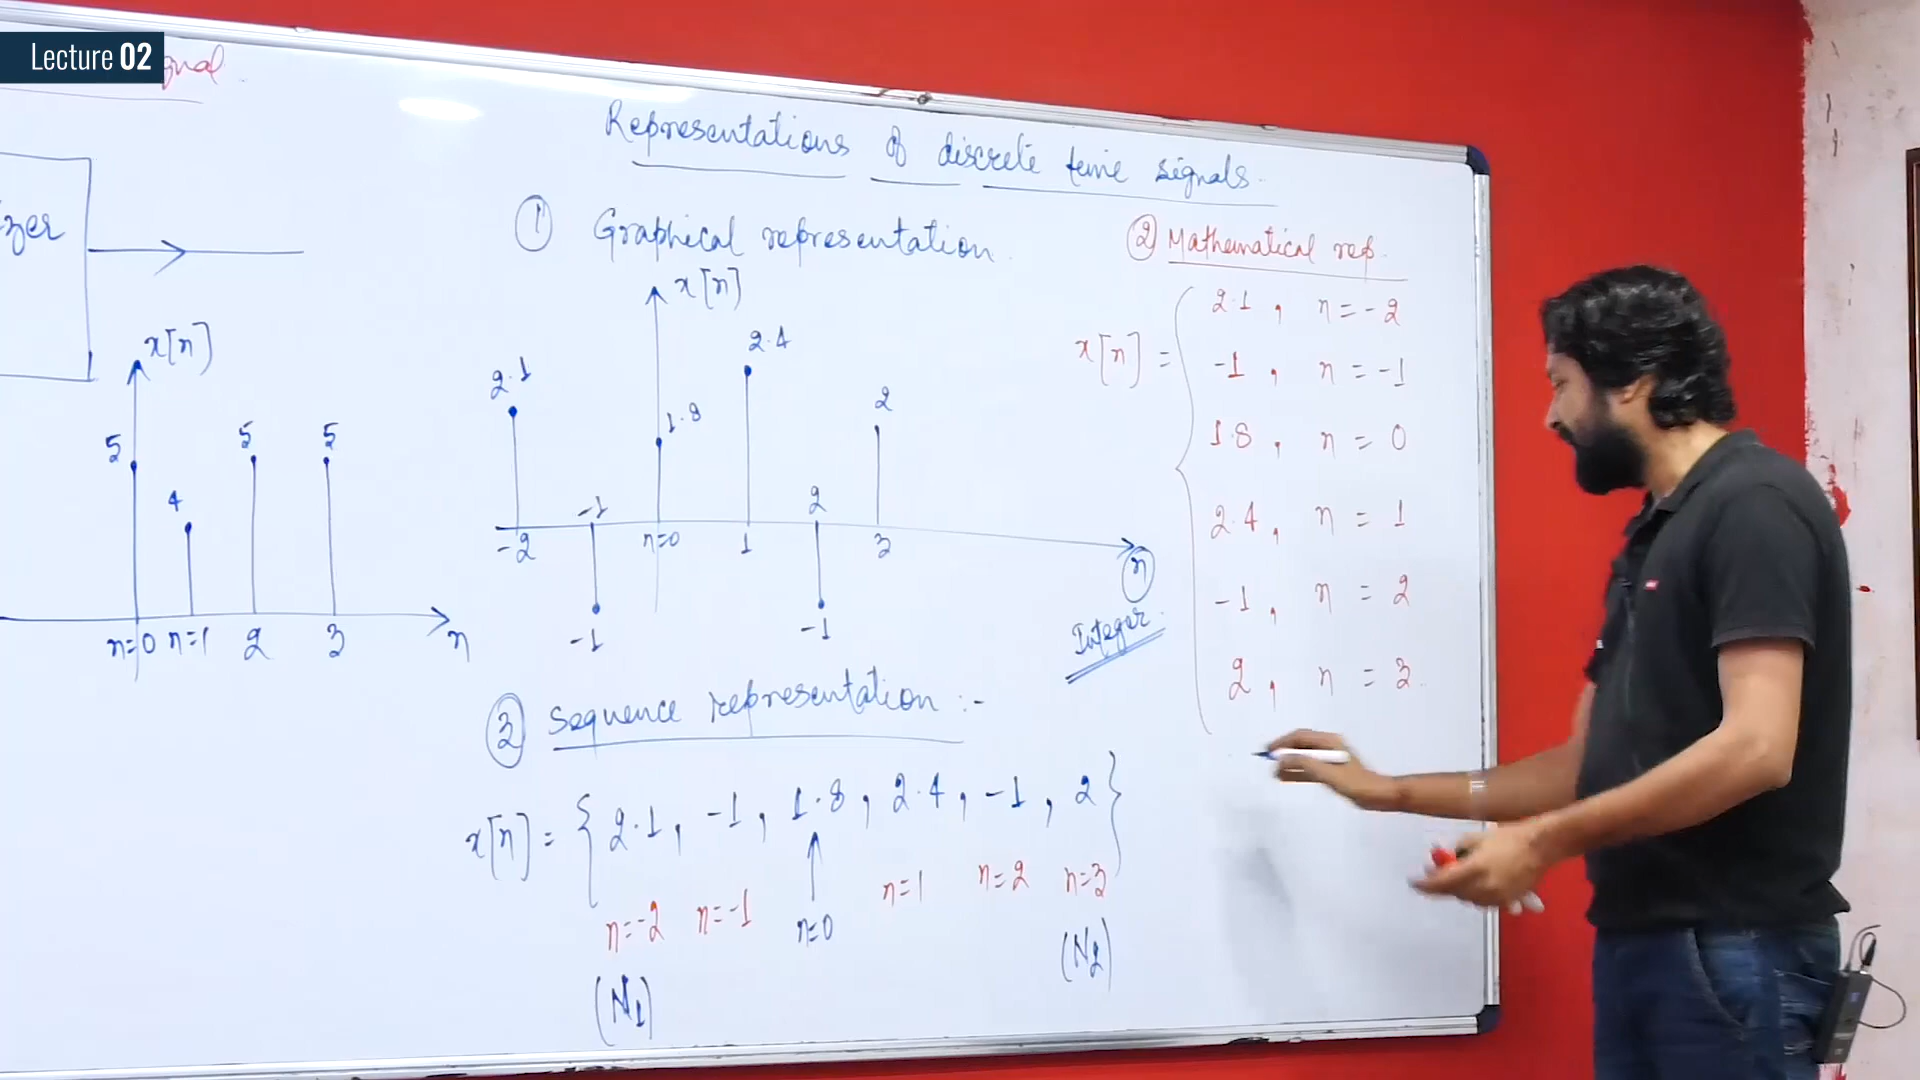 Lecture 02
gnal.
zer
x[n]
5
4
5
5
n=0 n=1 2 3 n
Representations of discrete time signals.
① Graphical representation.
x[n]
2.1
-1
1.8
2.4
2
2
-2 n=0 1 3 n
-1
-1
Integer.
② Mathematical rep.
x[n] =
2.1, n=-2
-1, n=-1
1.8, n=0
2.4, n=1
-1, n=2
2, n=3.
③ Sequence representation :-
x[n] = {2.1, -1, 1.8, 2.4, -1, 2}
n=-2 n=-1 n=0 n=1 n=2 n=3
(N1) (N2)